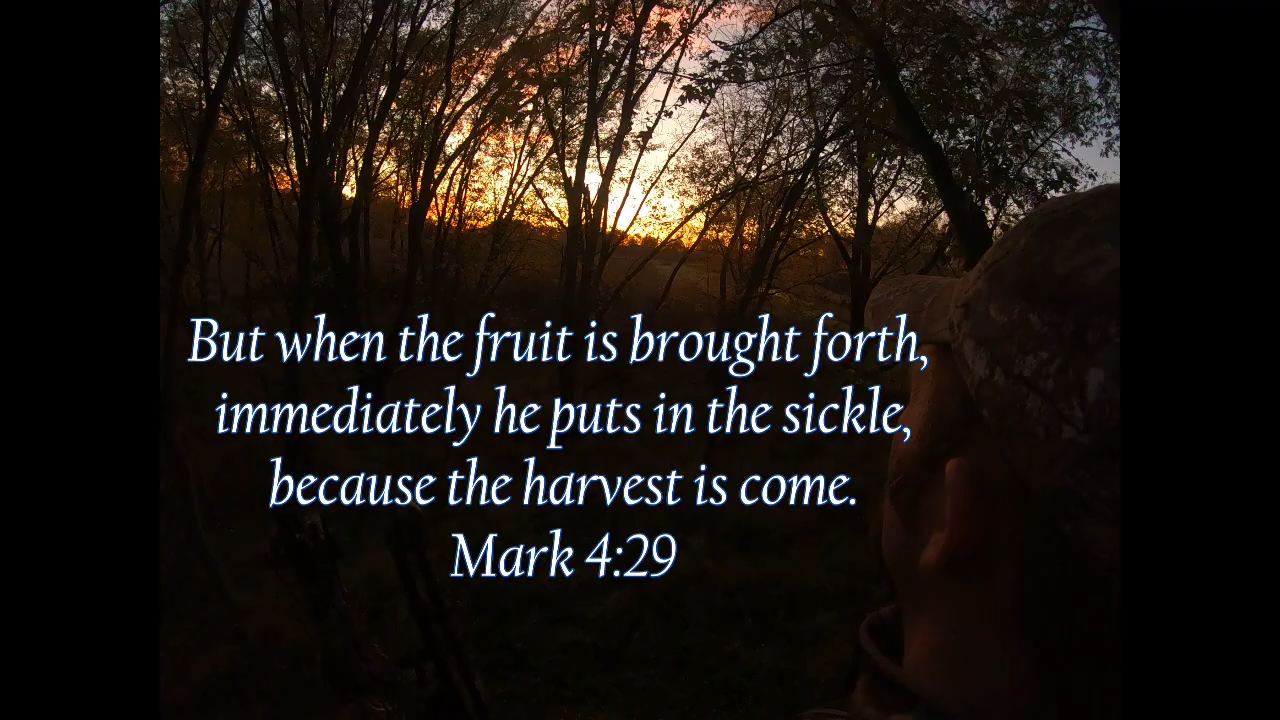 But when the fruit is brought forth,
immediately he puts in the sickle,
because the harvest is come.
Mark 4:29